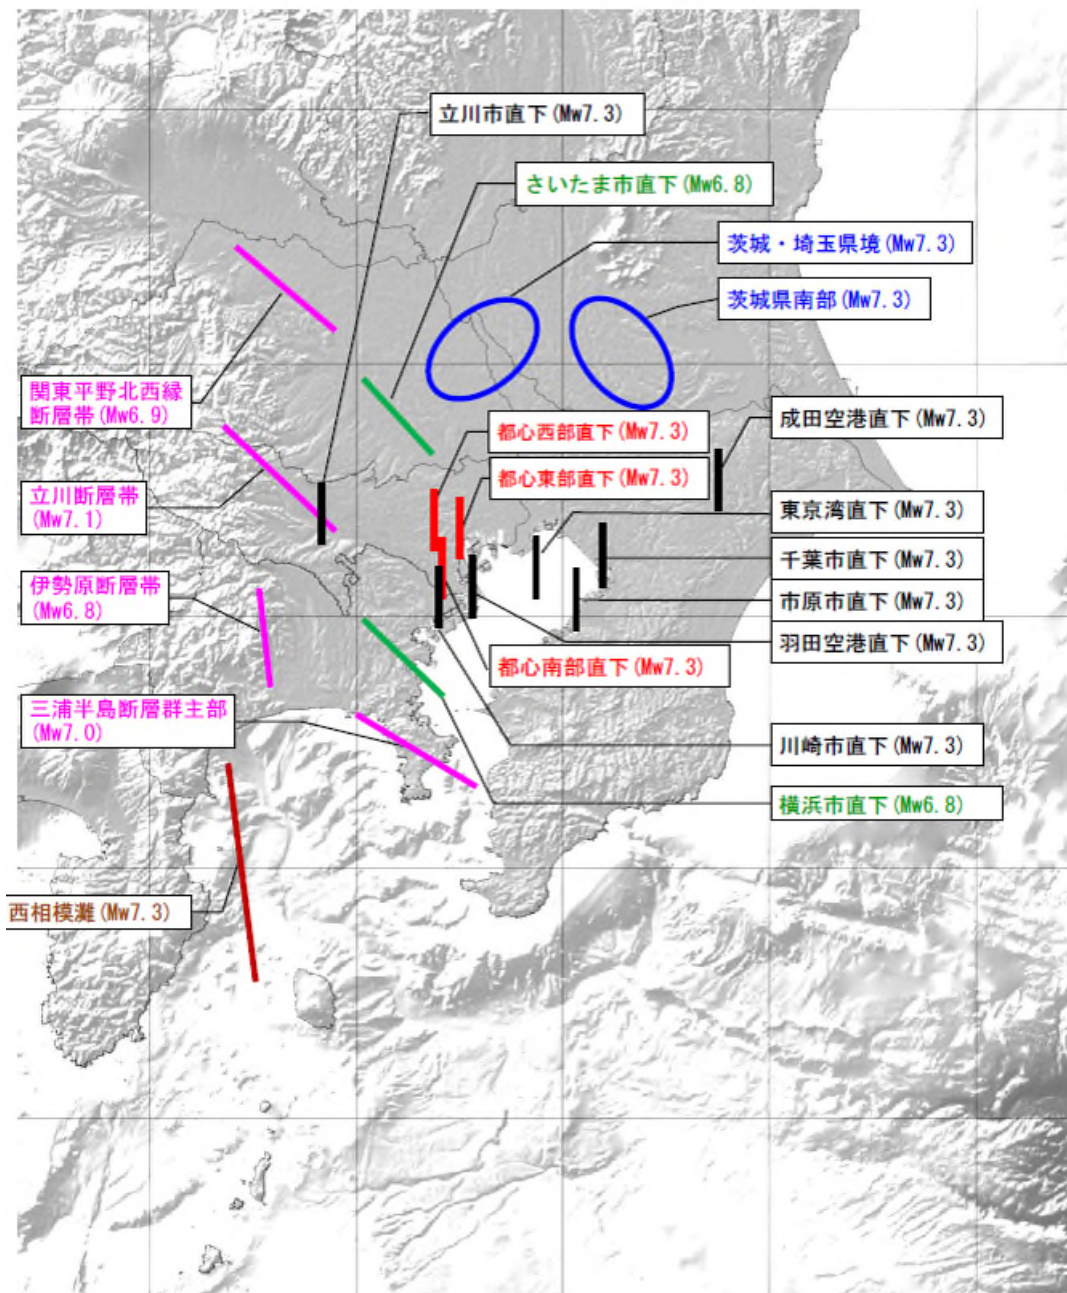 立川市直下(Mw7.3)
さいたま市直下(Mw6.8)
茨城・埼玉県境(Mw7.3)
茨城県南部(Mw7.3)
関東平野北西縁
断層帯(Mw6.9)
都心西部直下(Mw7.3)
成田空港直下(Mw7.3)
都心東部直下(Mw7.3)
立川断層帯
(Mw7.1)
東京湾直下(Mw7.3)
千葉市直下(Mw7.3)
伊勢原断層帯
(Mw6.8)
市原市直下(Mw7.3)
羽田空港直下(Mw7.3)
都心南部直下(Mw7.3)
三浦半島断層群主部
(Mw7.0)
川崎市直下(Mw7.3)
横浜市直下(Mw6.8)
西相模灘(Mw7.3)